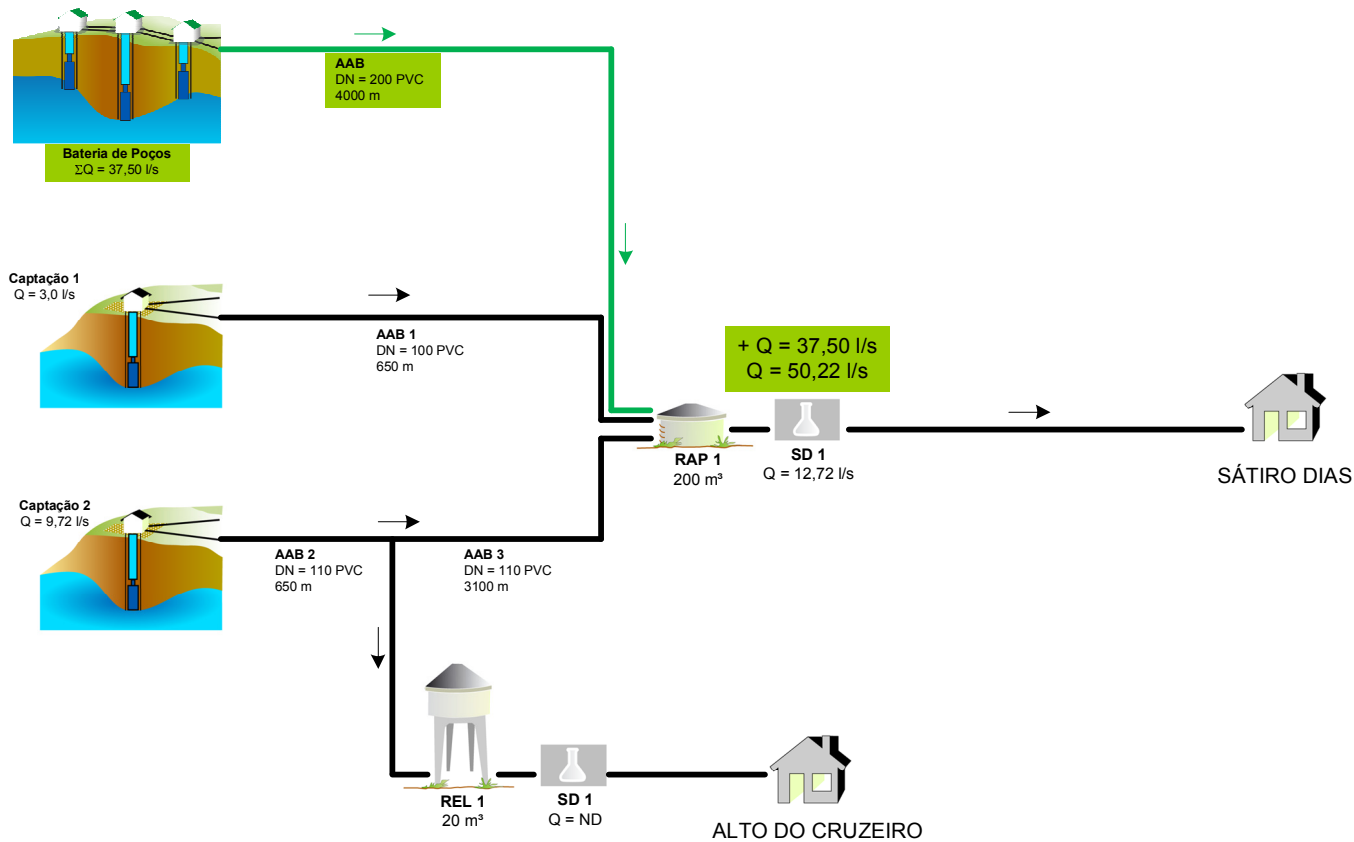 AAB
DN = 200 PVC
4000 m
Bateria de Poços
ΣQ = 37,50 l/s
Captação 1
Q = 3,0 l/s
AAB 1
DN = 100 PVC
650 m
+ Q = 37,50 l/s
Q = 50,22 l/s
RAP 1
200 m³
SD 1
Q = 12,72 l/s
SÁTIRO DIAS
Captação 2
Q = 9,72 l/s
AAB 2
DN = 110 PVC
650 m
AAB 3
DN = 110 PVC
3100 m
REL 1
20 m³
SD 1
Q = ND
ALTO DO CRUZEIRO